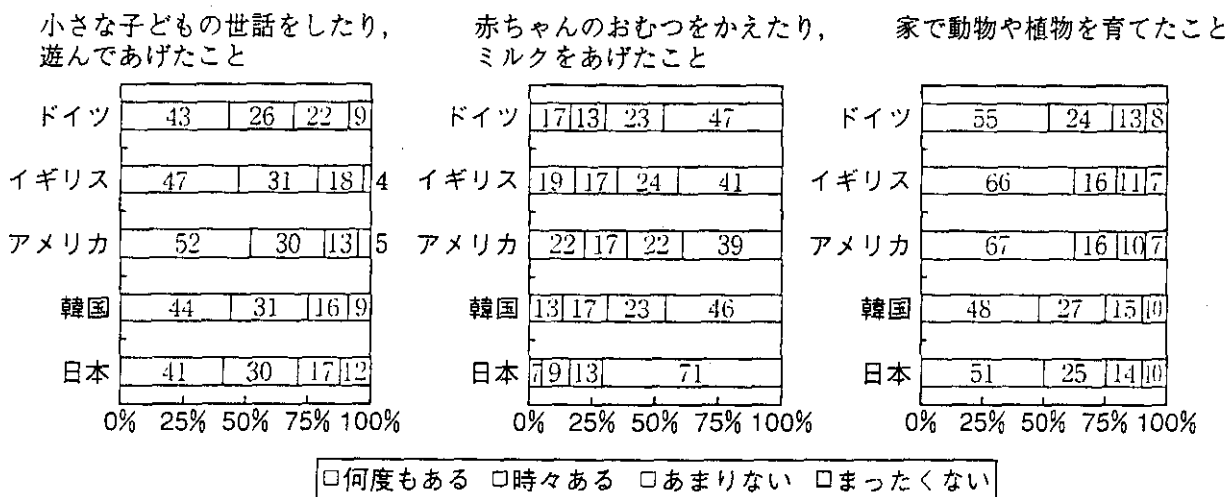 小さな子どもの世話をしたり,
遊んであげたこと
ドイツ 43 26 22 9
イギリス 47 31 18 4
アメリカ 52 30 13 5
韓国 44 31 16 9
日本 41 30 17 12
0% 25% 50% 75% 100%
赤ちゃんのおむつをかえたり,
ミルクをあげたこと
ドイツ 17 13 23 47
イギリス 19 17 24 41
アメリカ 22 17 22 39
韓国 13 17 23 46
日本 7 9 13 71
0% 25% 50% 75% 100%
家で動物や植物を育てたこと
ドイツ 55 24 13 8
イギリス 66 16 11 7
アメリカ 67 16 10 7
韓国 48 27 15 10
日本 51 25 14 10
0% 25% 50% 75% 100%
何度もある 時々ある あまりない まったくない